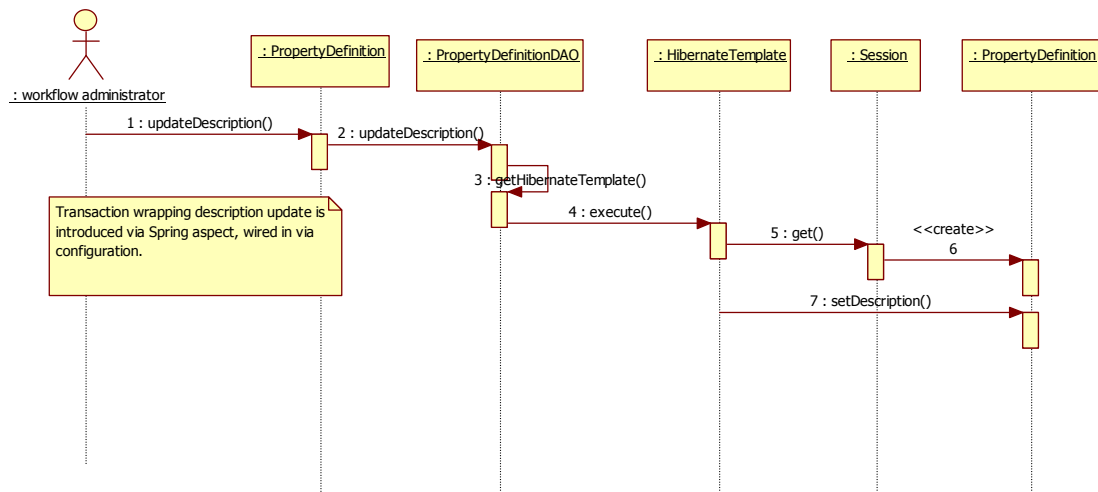 : workflow administrator
: PropertyDefinition
: PropertyDefinitionDAO
: HibernateTemplate
: Session
: PropertyDefinition
1 : updateDescription()
2 : updateDescription()
3 : getHibernateTemplate()
4 : execute()
5 : get()
<<create>>
6
7 : setDescription()
Transaction wrapping description update is
introduced via Spring aspect, wired in via
configuration.